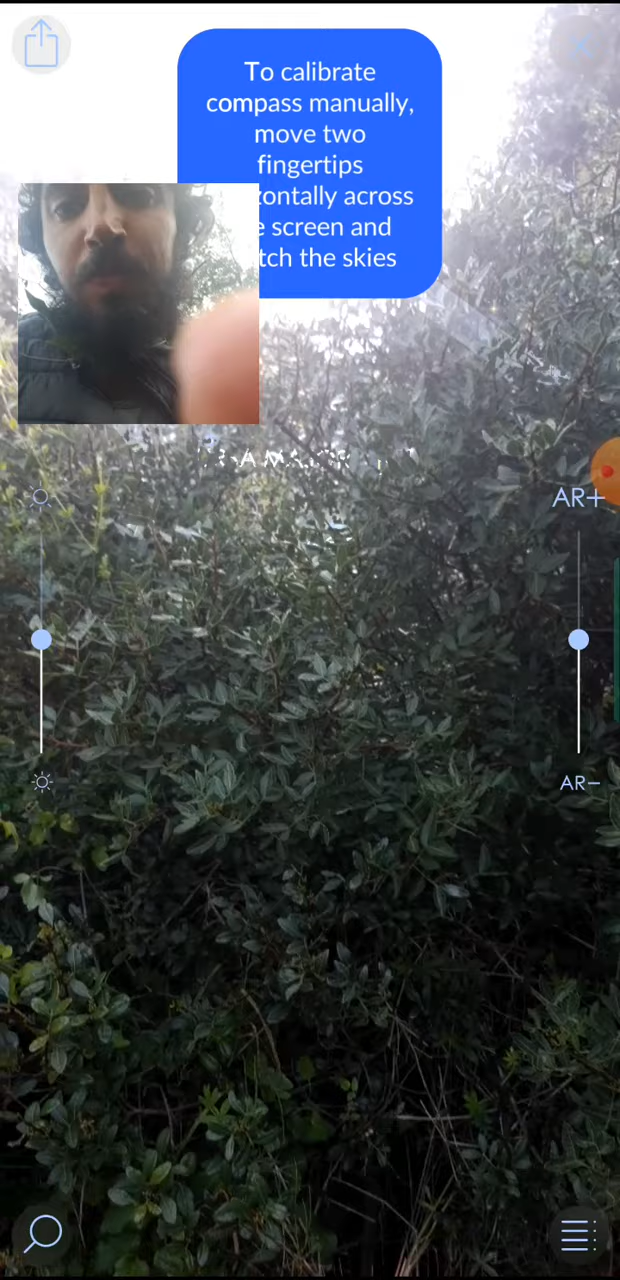 To calibrate
compass manually,
move two
fingertips
zontally across
screen and
tch the skies
AR+
AR−